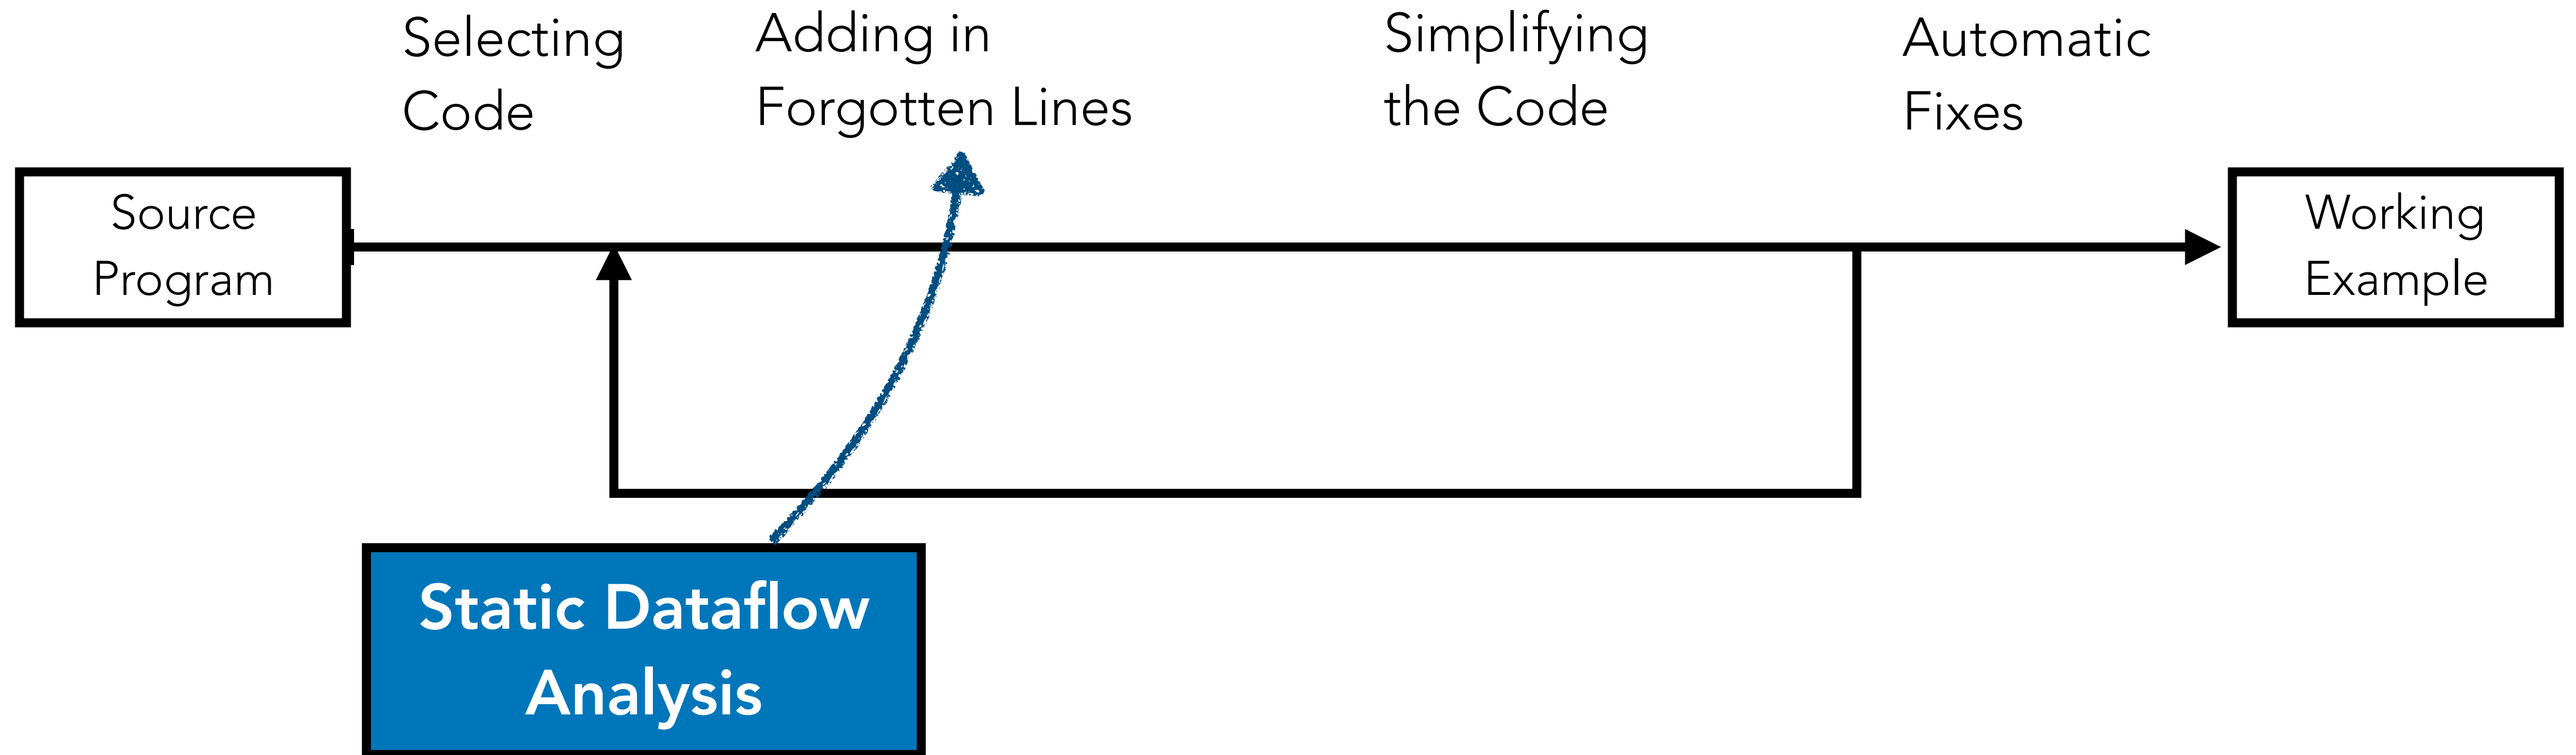 Selecting
Code
Adding in
Forgotten Lines
Simplifying
the Code
Automatic
Fixes
Source
Program
Working
Example
Static Dataflow
Analysis